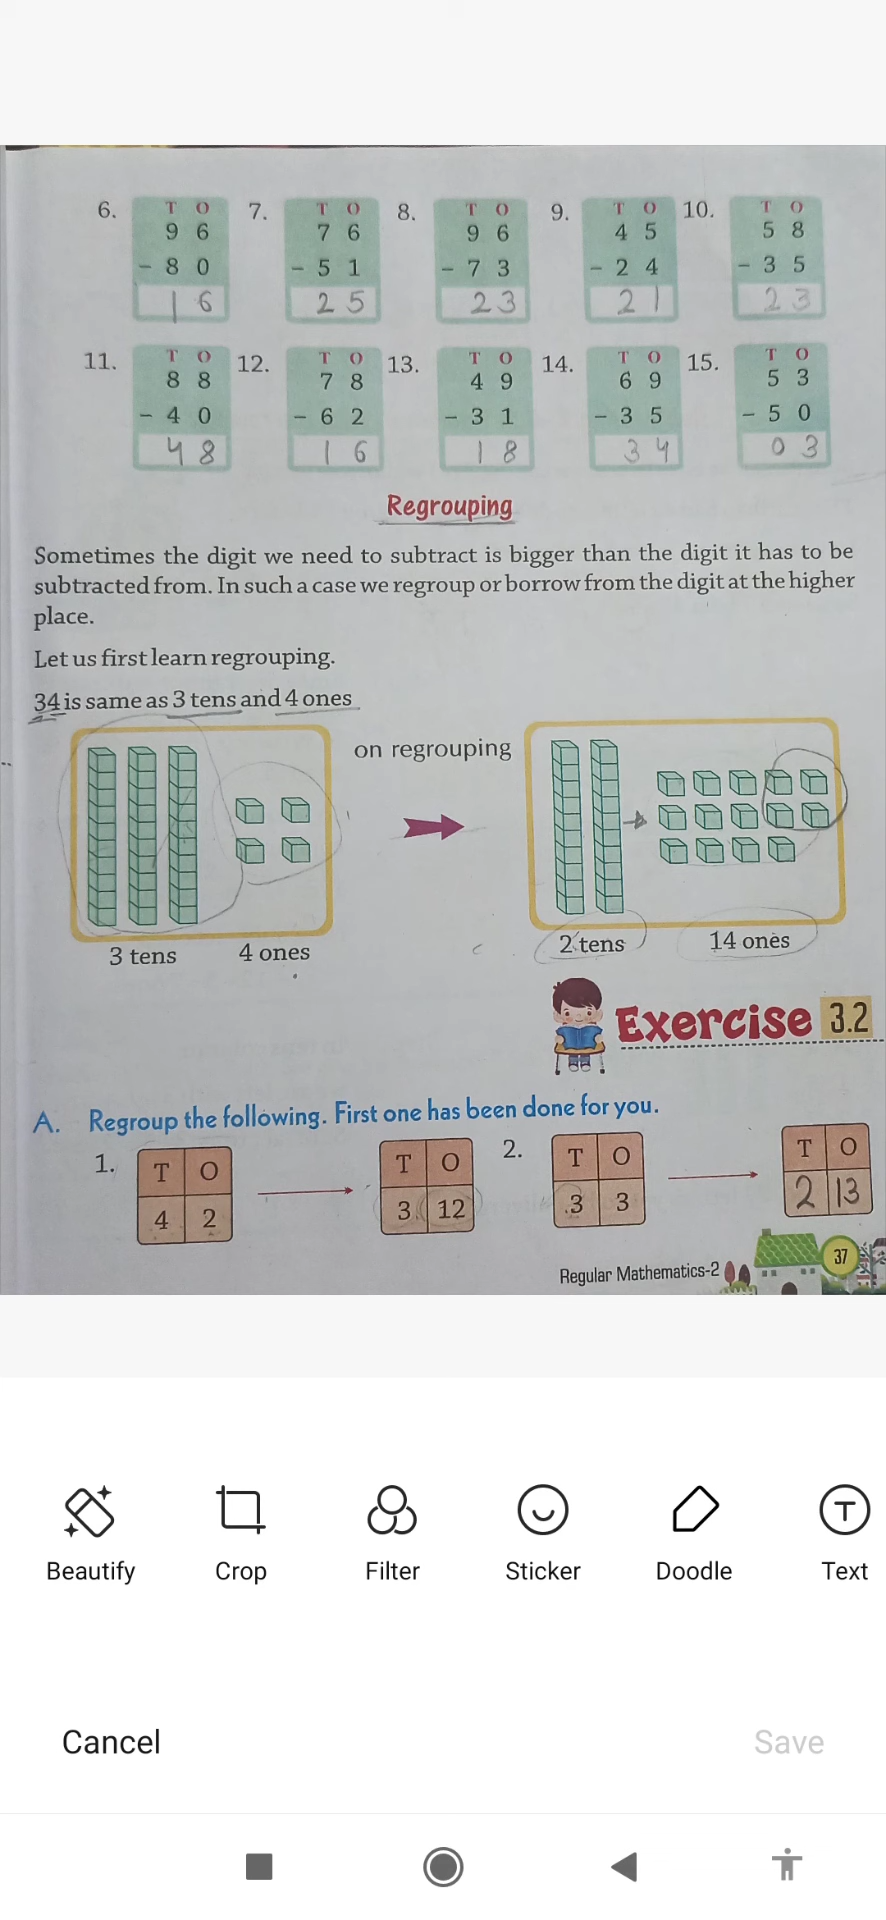 6. T O 7. T O 8. T O 9. T O 10. T O
9 6 7 6 9 6 4 5 5 8
- 8 0 - 5 1 - 7 3 - 2 4 - 3 5
1 6 2 5 2 3 2 1 2 3
11. T O 12. T O 13. T O 14. T O 15. T O
8 8 7 8 4 9 6 9 5 3
- 4 0 - 6 2 - 3 1 - 3 5 - 5 0
4 8 1 6 1 8 3 4 0 3
Regrouping
Sometimes the digit we need to subtract is bigger than the digit it has to be
subtracted from. In such a case we regroup or borrow from the digit at the higher
place.
Let us first learn regrouping.
34 is same as 3 tens and 4 ones
on regrouping
3 tens 4 ones 2 tens 14 ones
Exercise 3.2
A. Regroup the following. First one has been done for you.
1. T O T O 2. T O T O
4 2 3 12 3 3 2 13
Regular Mathematics-2 37
Beautify Crop Filter Sticker Doodle T Text
Cancel Save